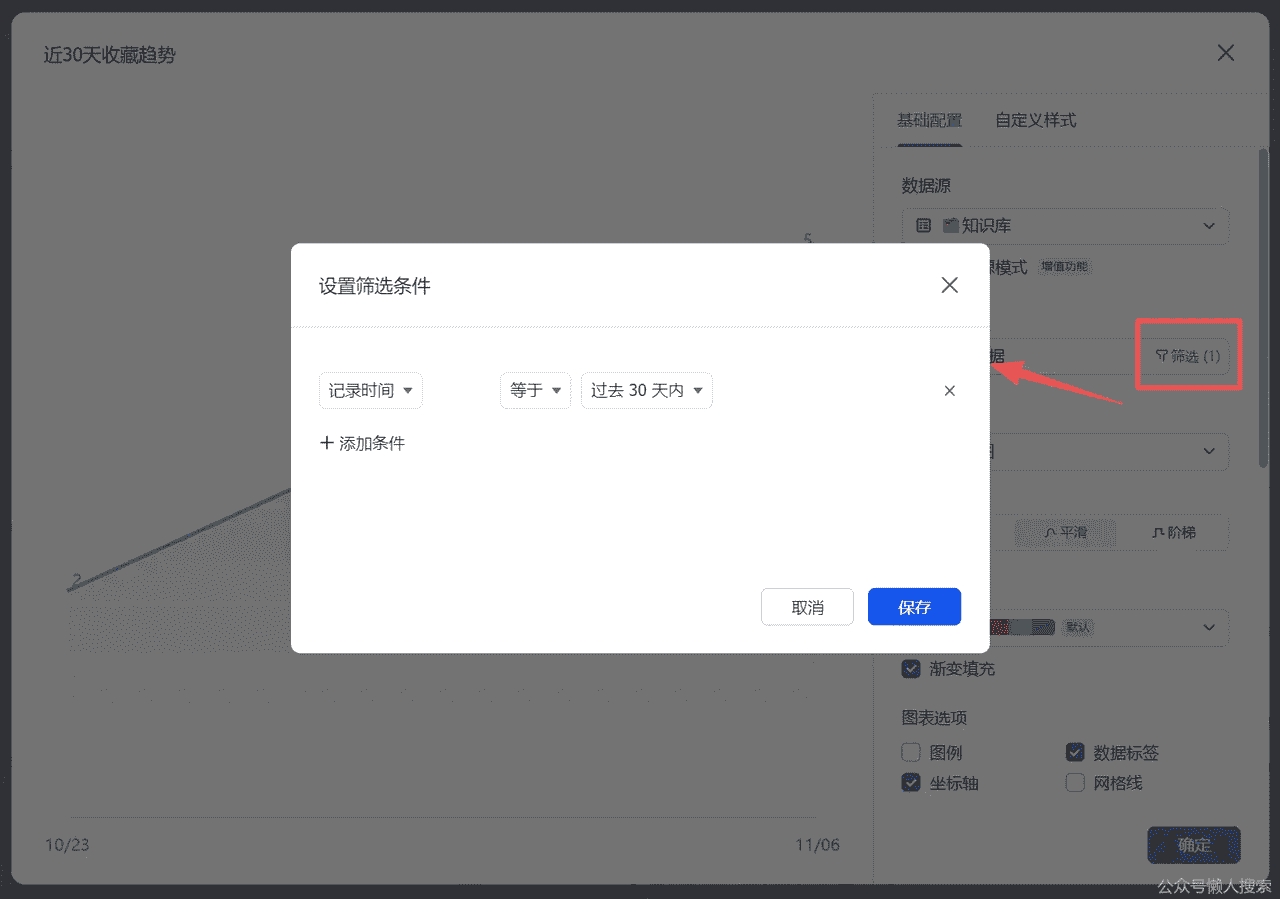 近30天收藏趋势
基础配置 自定义样式
数据源
知识库
5
源模式 增值功能
设置筛选条件
据 筛选 (1)
记录时间 等于 过去 30 天内
+ 添加条件
平滑 阶梯
2
取消 保存
默认
渐变填充
图表选项
图例 数据标签
坐标轴 网格线
10/23 11/06
确定
公众号懒人搜索